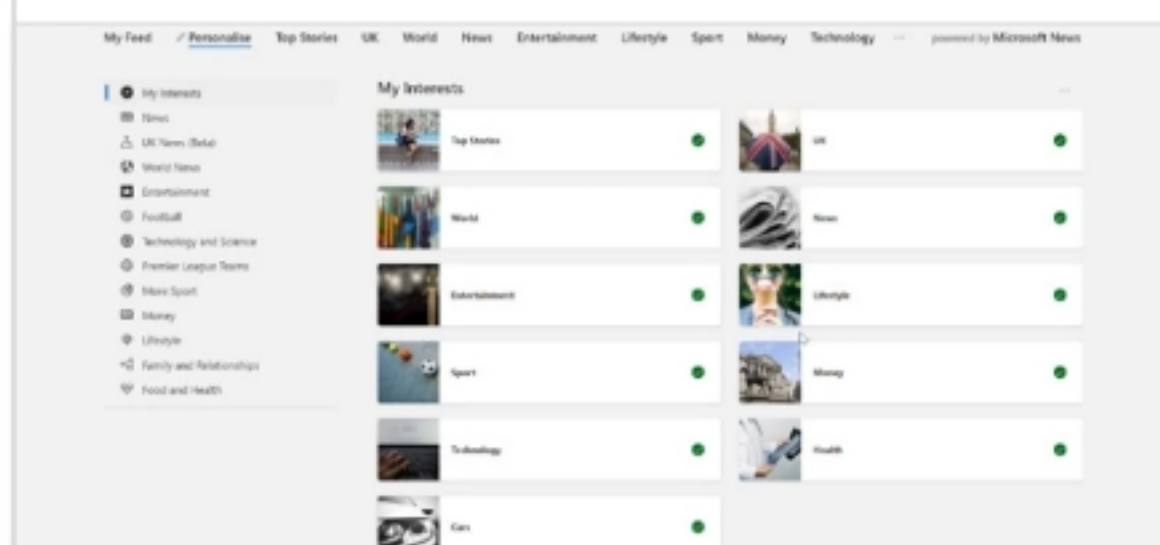 My Feed Personalise Top Stories UK World News Entertainment Lifestyle Sport Money Technology ... powered by Microsoft News
My Interests
News
UK News (Beta)
World News
Entertainment
Football
Technology and Science
Premier League Teams
More Sport
Money
Lifestyle
Family and Relationships
Food and Health
My Interests
Top Stories
UK
World
News
Entertainment
Lifestyle
Sport
Money
Technology
Health
Cars